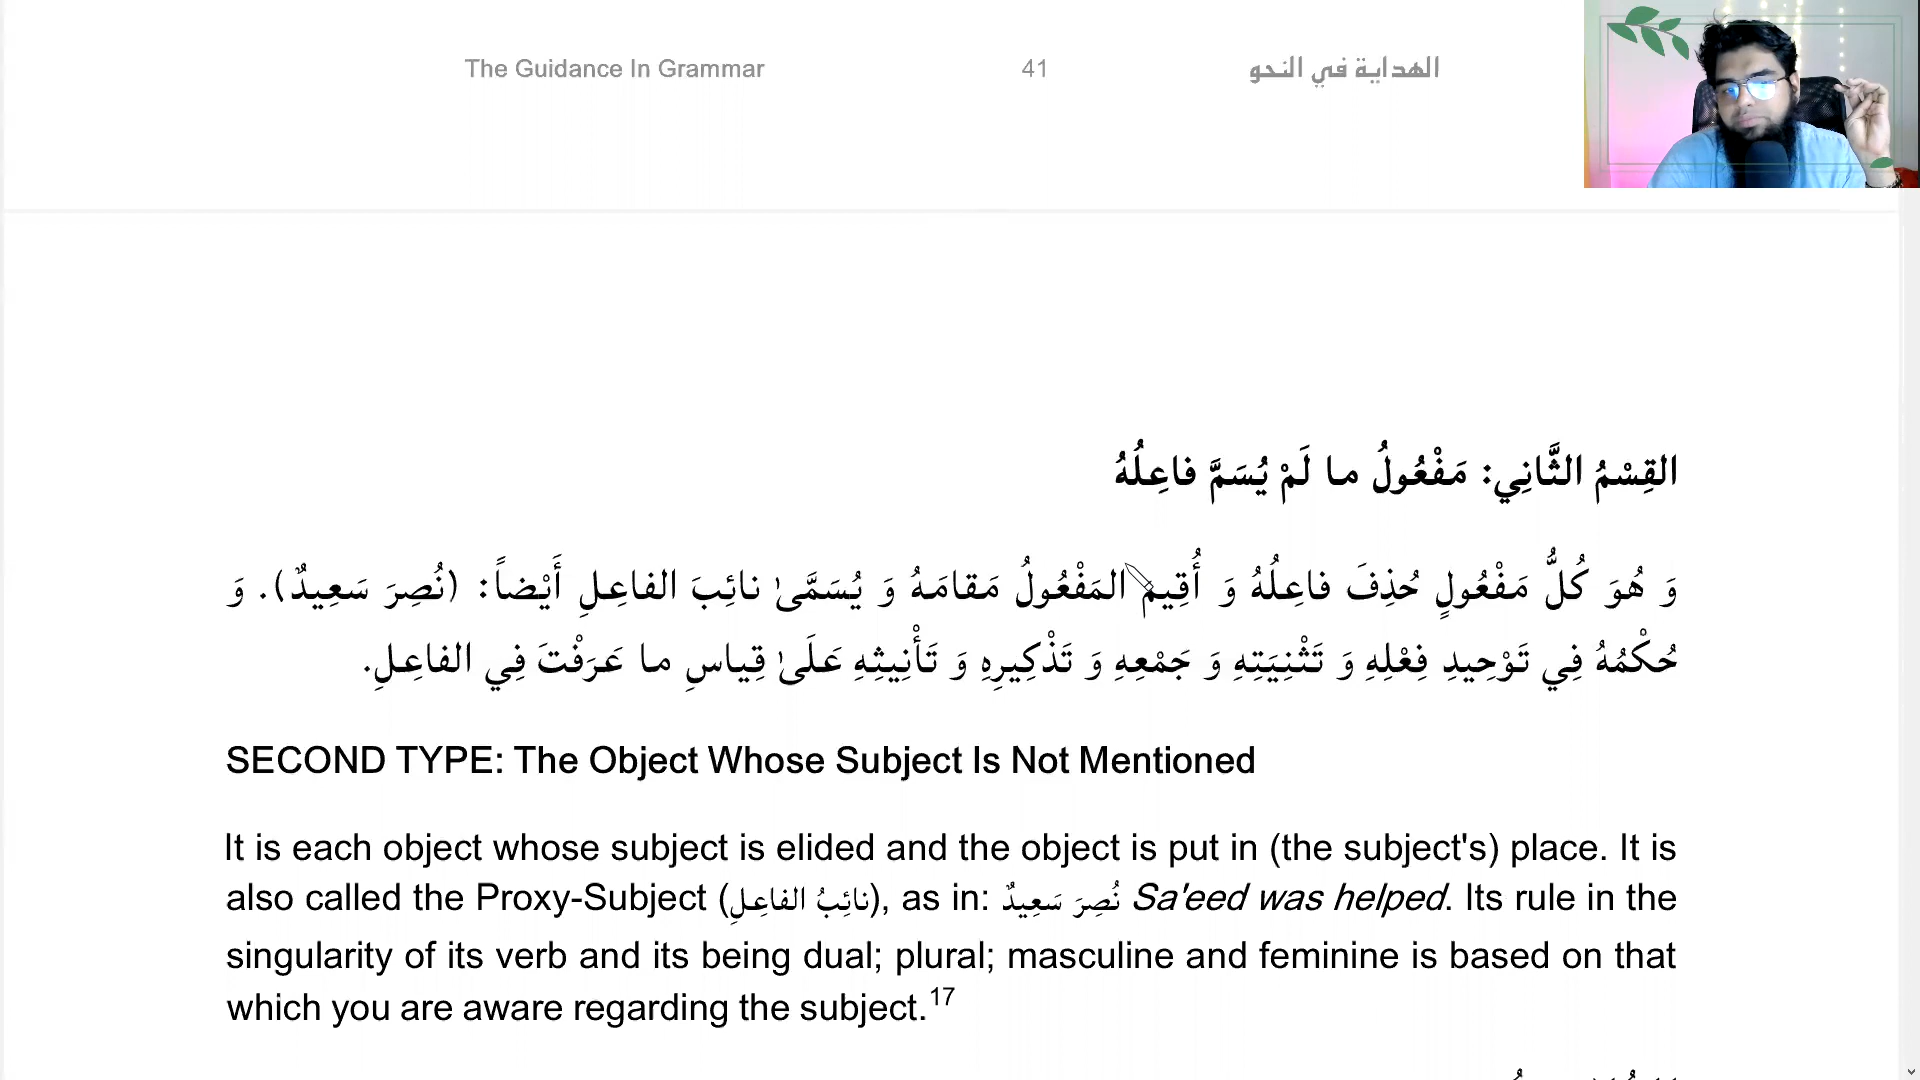 The Guidance In Grammar 41 الهداية في النحو
القِسْمُ الثَّانِي: مَفْعُولُ ما لَمْ يُسَمَّ فاعِلُهُ
وَ هُوَ كُلُّ مَفْعُولٍ حُذِفَ فاعِلُهُ وَ أُقِيمَ المَفْعُولُ مَقامَهُ وَ يُسَمَّىٰ نائِبَ الفاعِلِ أَيْضاً: (نُصِرَ سَعِيدٌ). وَ
حُكْمُهُ فِي تَوْحِيدِ فِعْلِهِ وَ تَثْنِيَتِهِ وَ جَمْعِهِ وَ تَذْكِيرِهِ وَ تَأْنِيثِهِ عَلَىٰ قِياسِ ما عَرَفْتَ فِي الفاعِلِ.
SECOND TYPE: The Object Whose Subject Is Not Mentioned
It is each object whose subject is elided and the object is put in (the subject's) place. It is
also called the Proxy-Subject (نائِبُ الفاعِلِ), as in: نُصِرَ سَعِيدٌ Sa'eed was helped. Its rule in the
singularity of its verb and its being dual; plural; masculine and feminine is based on that
which you are aware regarding the subject.17